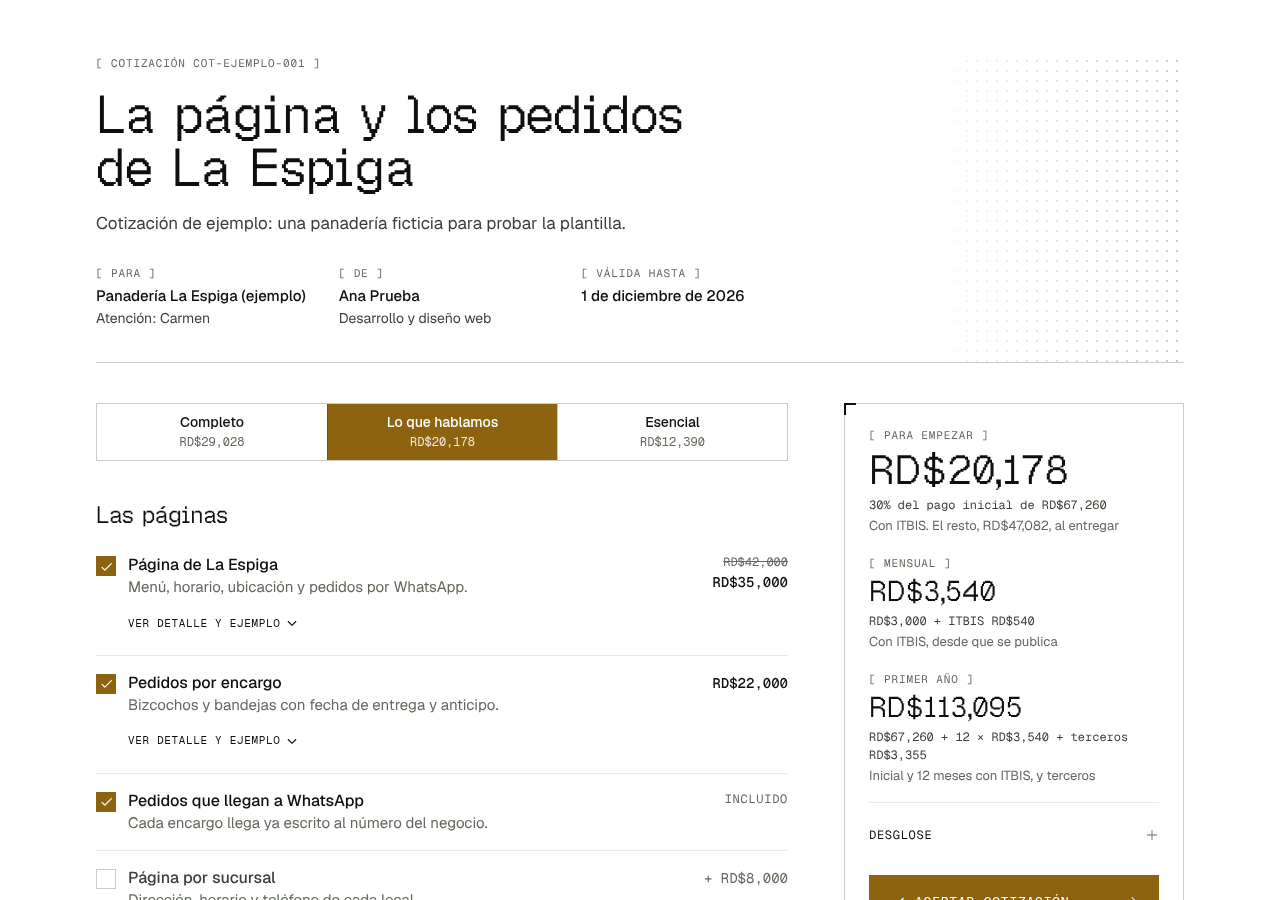 [ COTIZACIÓN COT-EJEMPLO-001 ]
La página y los pedidos
de La Espiga
Cotización de ejemplo: una panadería ficticia para probar la plantilla.
[ PARA ]
Panadería La Espiga (ejemplo)
Atención: Carmen
[ DE ]
Ana Prueba
Desarrollo y diseño web
[ VÁLIDA HASTA ]
1 de diciembre de 2026
Completo
RD$29,028
Lo que hablamos
RD$20,178
Esencial
RD$12,390
Las páginas
Página de La Espiga
Menú, horario, ubicación y pedidos por WhatsApp.
RD$42,000
RD$35,000
VER DETALLE Y EJEMPLO
Pedidos por encargo
Bizcochos y bandejas con fecha de entrega y anticipo.
RD$22,000
VER DETALLE Y EJEMPLO
Pedidos que llegan a WhatsApp
Cada encargo llega ya escrito al número del negocio.
INCLUIDO
Página por sucursal
+ RD$8,000
Dirección, horario y teléfono de cada local.
[ PARA EMPEZAR ]
RD$20,178
30% del pago inicial de RD$67,260
Con ITBIS. El resto, RD$47,082, al entregar
[ MENSUAL ]
RD$3,540
RD$3,000 + ITBIS RD$540
Con ITBIS, desde que se publica
[ PRIMER AÑO ]
RD$113,095
RD$67,260 + 12 × RD$3,540 + terceros
RD$3,355
Inicial y 12 meses con ITBIS, y terceros
DESGLOSE
ACEPTAR COTIZACIÓN